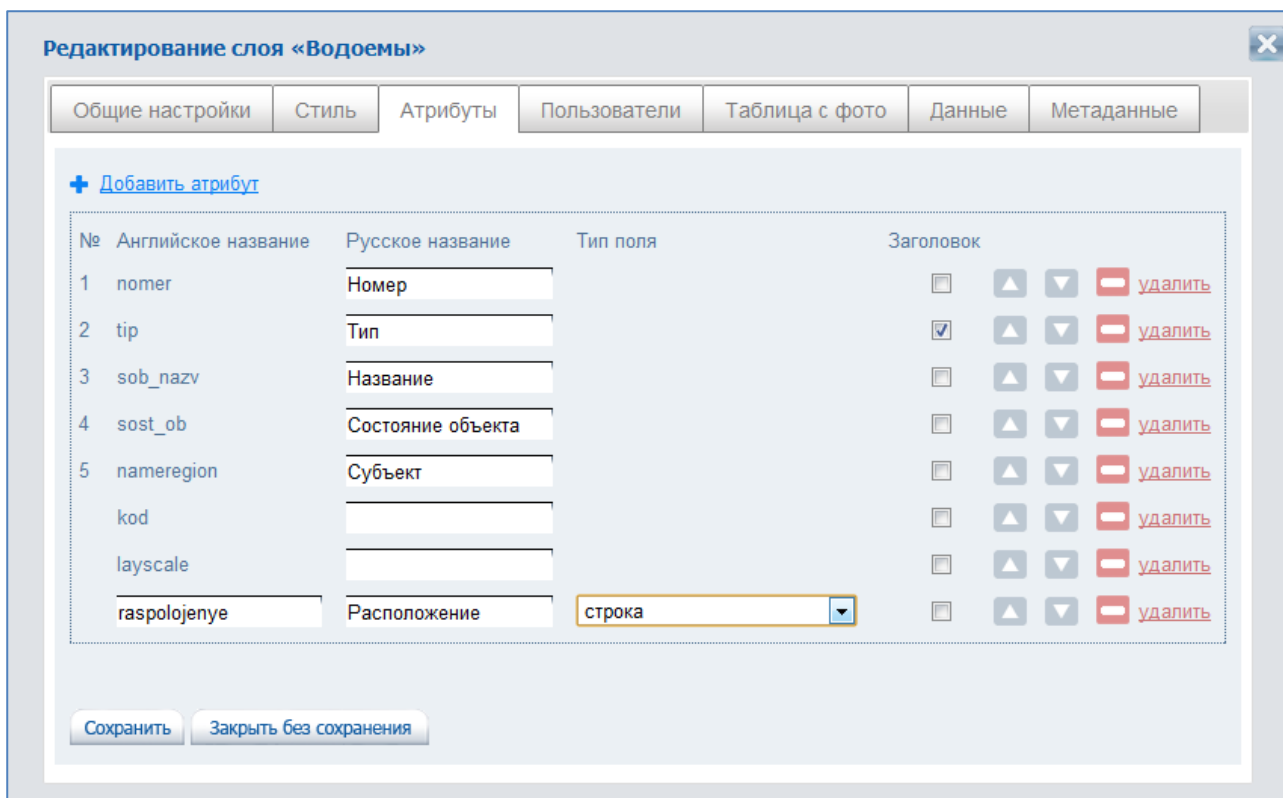 Редактирование слоя «Водоемы»
Общие настройки Стиль Атрибуты Пользователи Таблица с фото Данные Метаданные
Добавить атрибут
№ Английское название Русское название Тип поля Заголовок
1 nomer Номер удалить
2 tip Тип удалить
3 sob_nazv Название удалить
4 sost_ob Состояние объекта удалить
5 nameregion Субъект удалить
kod удалить
layscale удалить
raspolojenye Расположение строка удалить
Сохранить Закрыть без сохранения